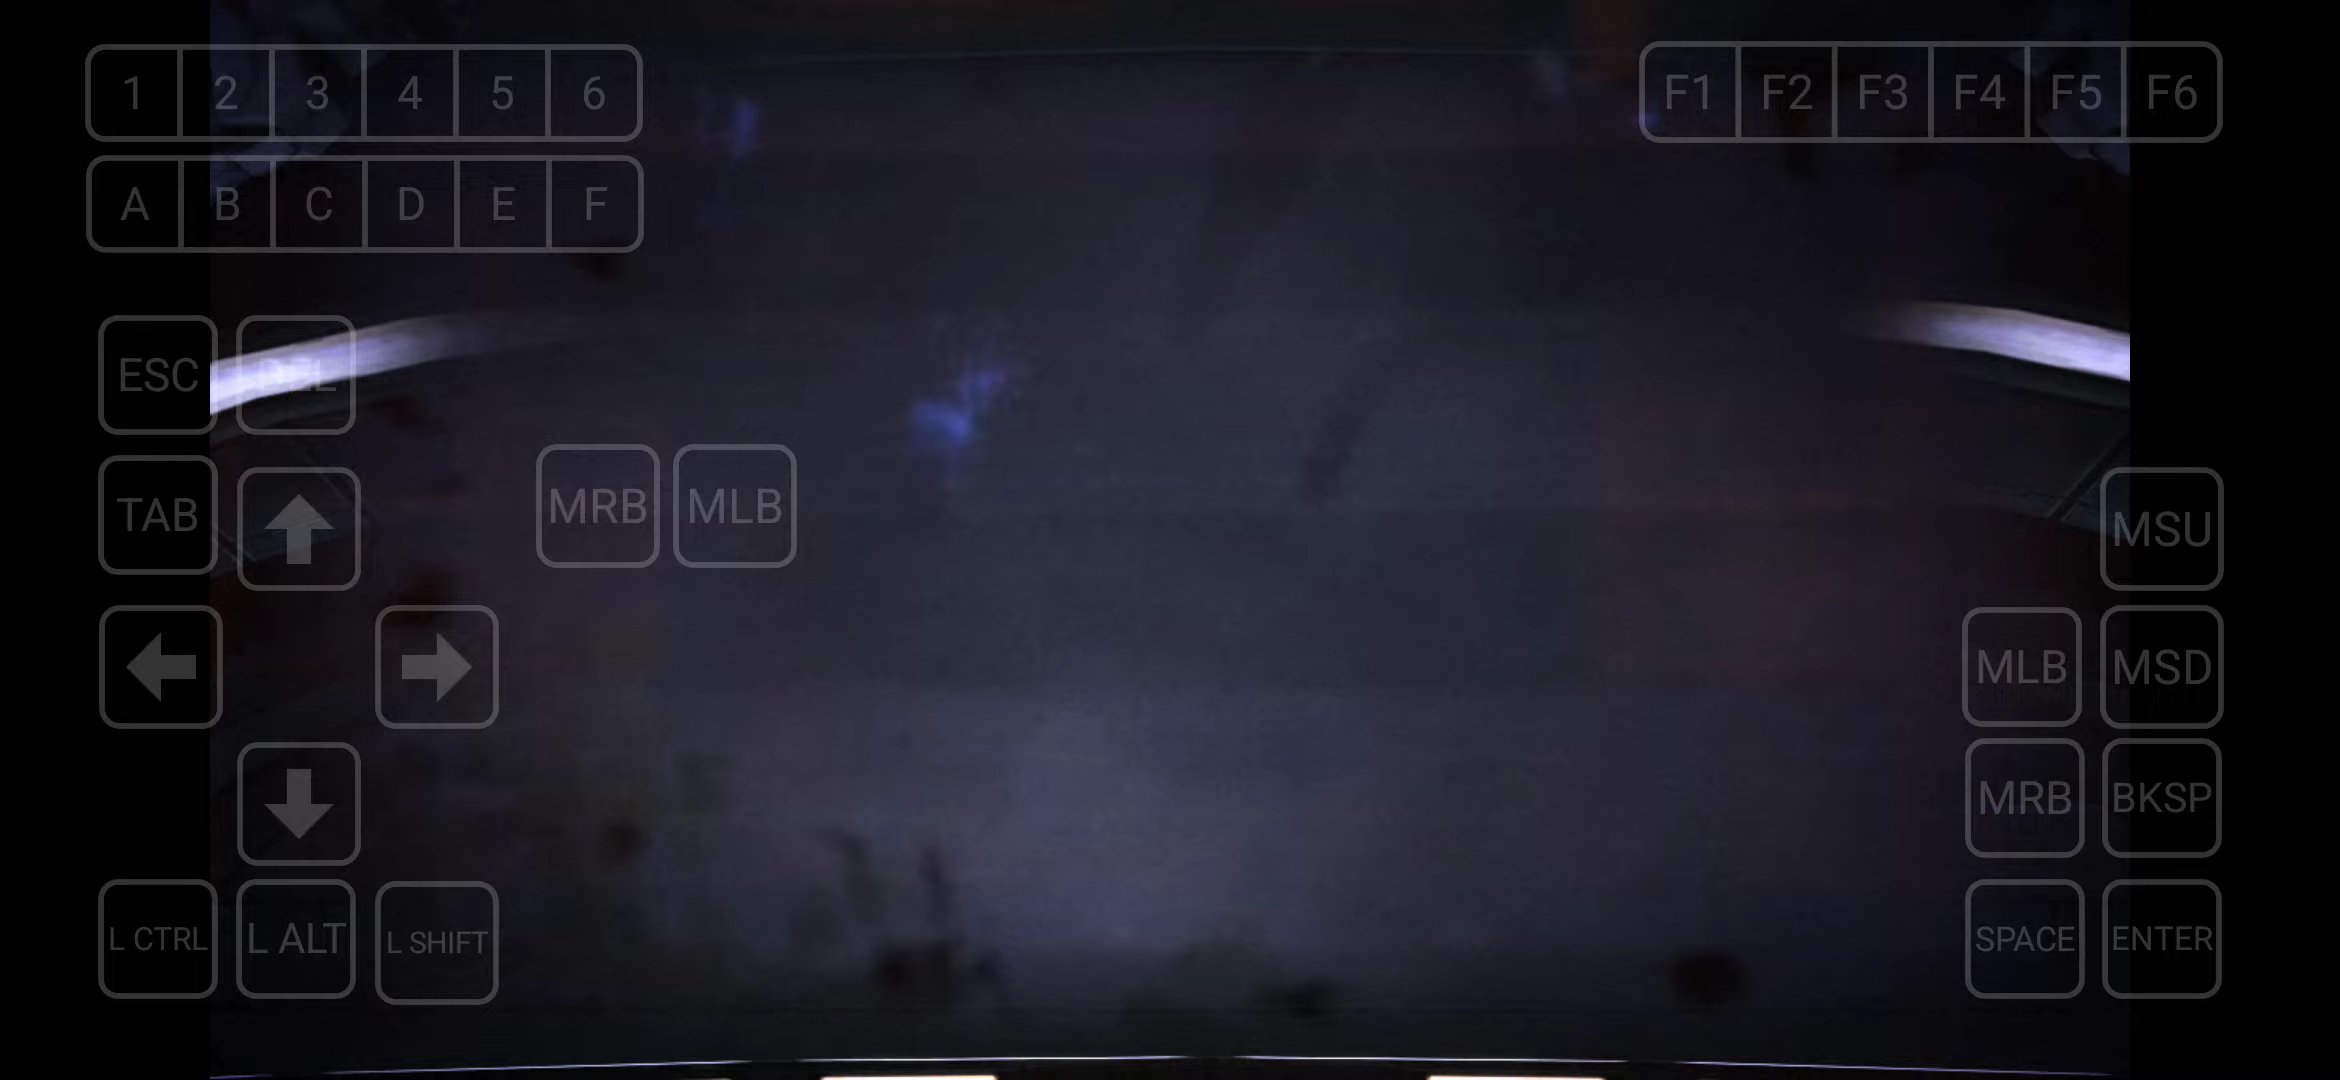 1 2 3 4 5 6
F1 F2 F3 F4 F5 F6
A B C D E F
ESC DEL
TAB
MRB MLB
MSU
MLB MSD
MRB BKSP
L CTRL L ALT L SHIFT
SPACE ENTER